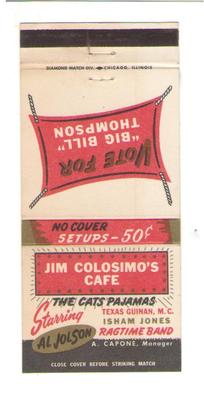 DIAMOND MATCH DIV. CHICAGO, ILLINOIS
VOTE FOR
"BIG BILL"
THOMPSON
NO COVER
SETUPS - 50¢
JIM COLOSIMO'S
CAFE
THE CATS PAJAMAS
Starring
AL JOLSON
TEXAS GUINAN, M. C.
ISHAM JONES
RAGTIME BAND
A. CAPONE, Manager
CLOSE COVER BEFORE STRIKING MATCH